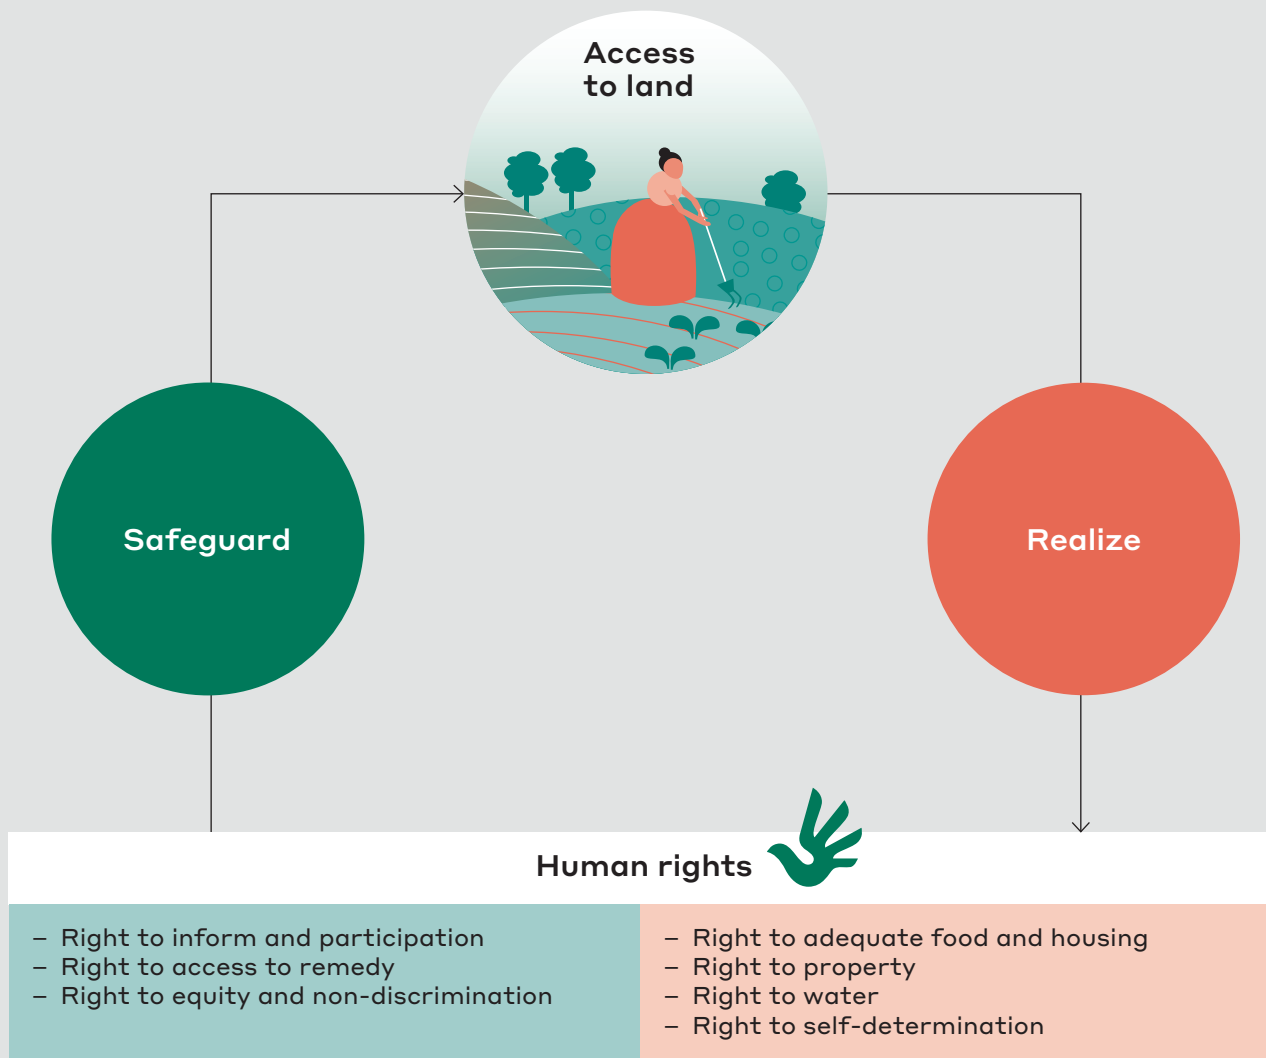 Access
to land
Safeguard
Realize
Human rights
– Right to inform and participation
– Right to access to remedy
– Right to equity and non-discrimination
– Right to adequate food and housing
– Right to property
– Right to water
– Right to self-determination